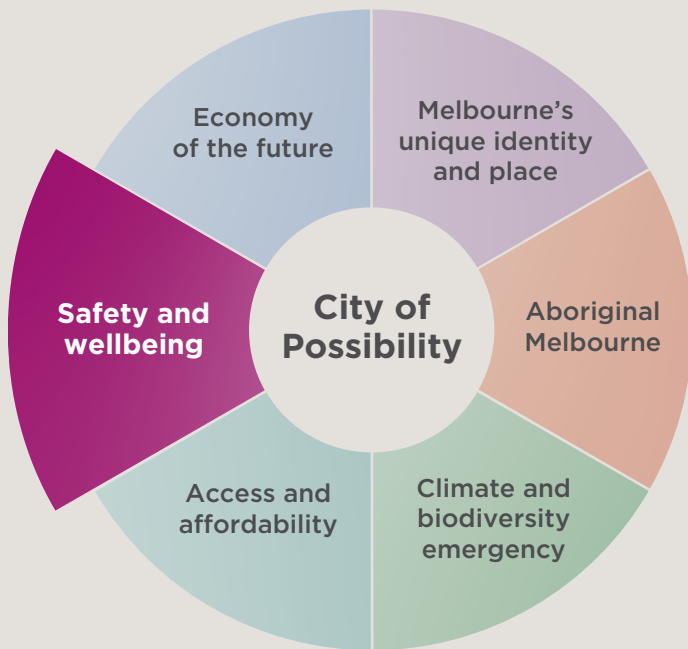 Economy
of the future
Melbourne's
unique identity
and place
Safety and
wellbeing
City of
Possibility
Aboriginal
Melbourne
Access and
affordability
Climate and
biodiversity
emergency